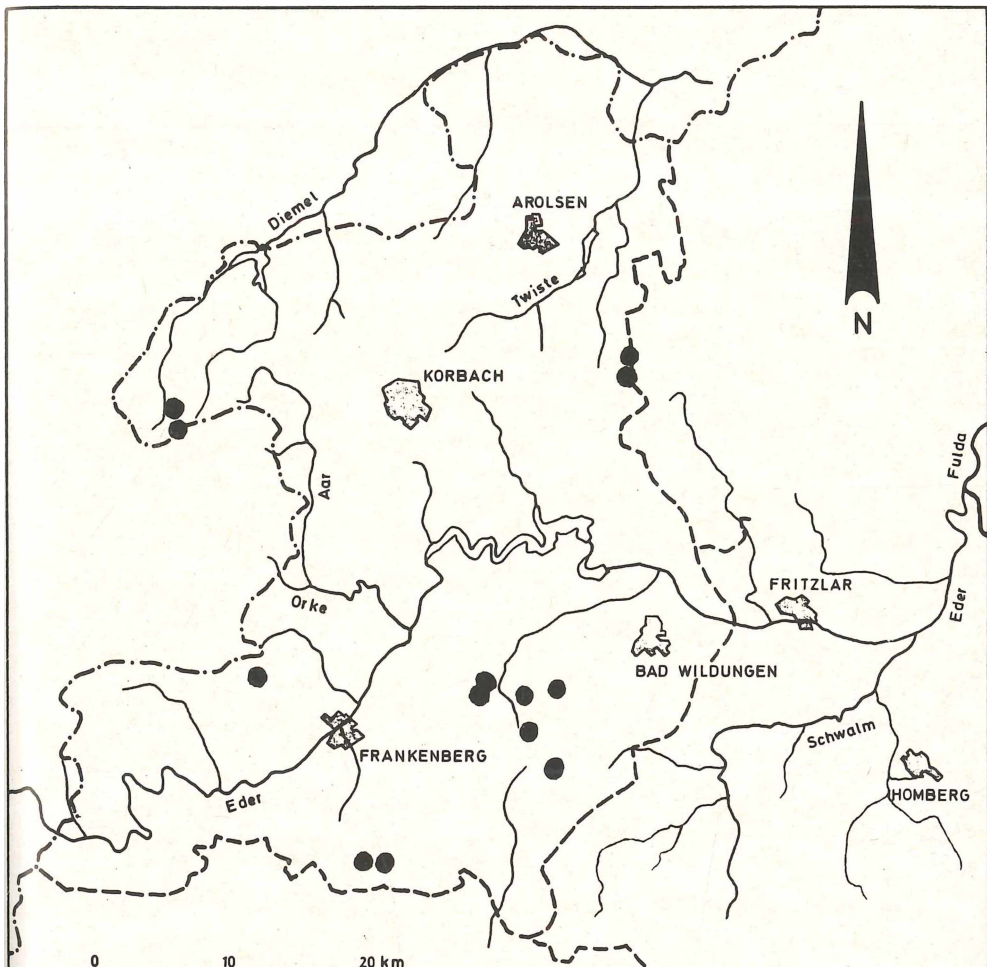 Diemel
AROLSEN
Twiste
N
KORBACH
Aar
Fulda
Orke
FRITZLAR
Eder
BAD WILDUNGEN
Schwalm
FRANKENBERG
Eder
HOMBERG
0 10 20 km